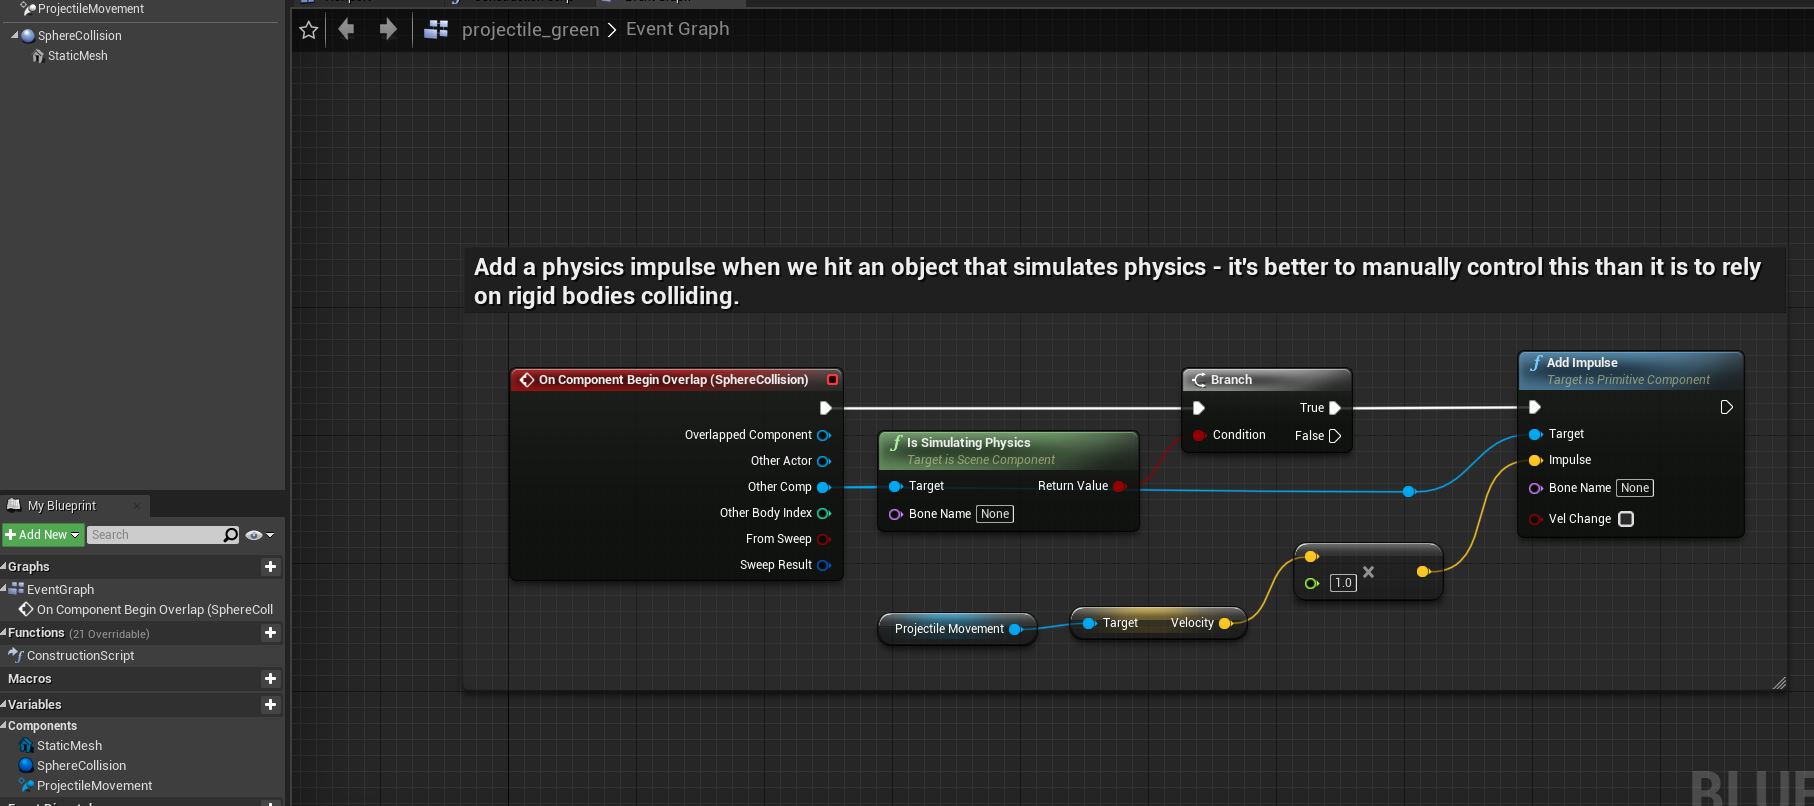 ProjectileMovement
SphereCollision
StaticMesh
projectile_green > Event Graph
Add a physics impulse when we hit an object that simulates physics - it's better to manually control this than it is to rely
on rigid bodies colliding.
On Component Begin Overlap (SphereCollision)
Overlapped Component
Other Actor
Other Comp
Other Body Index
From Sweep
Sweep Result
f Is Simulating Physics
Target is Scene Component
Target
Return Value
Bone Name None
Branch
True
Condition
False
f Add Impulse
Target is Primitive Component
Target
Impulse
Bone Name None
Vel Change
1.0
×
Projectile Movement
Target
Velocity
My Blueprint ×
+ Add New
Search
Graphs +
EventGraph
On Component Begin Overlap (SphereColl
Functions (21 Overridable) +
f ConstructionScript
Macros +
Variables +
Components
StaticMesh
SphereCollision
ProjectileMovement